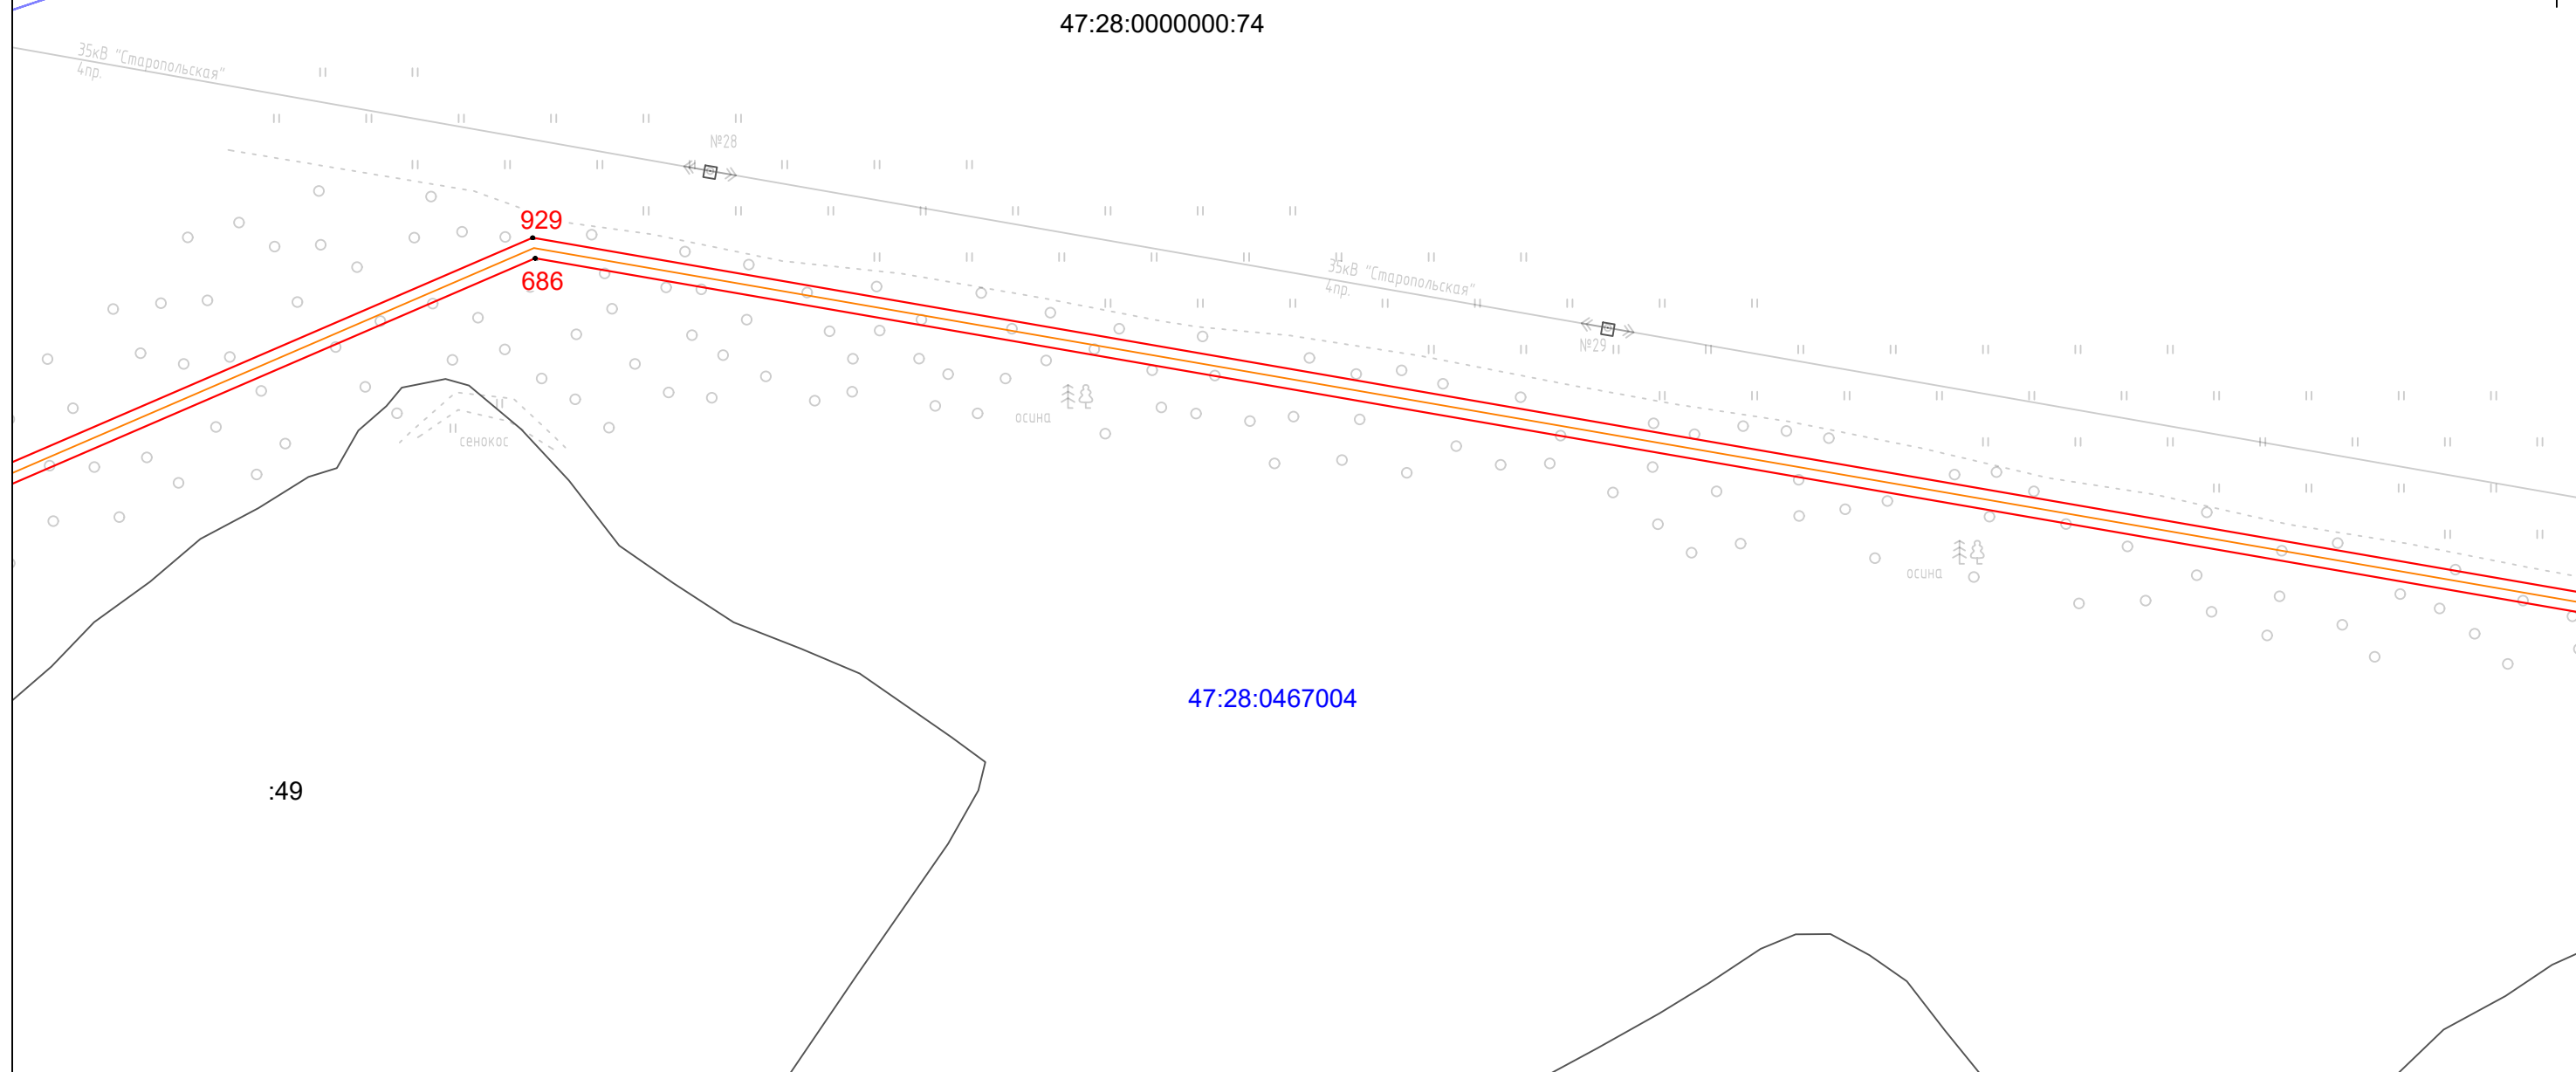 47:28:0000000:74
35кВ "Старопольская"
4пр.
№28
929
686
35кВ "Старопольская"
4пр.
№29
осина
сенокос
осина
47:28:0467004
:49